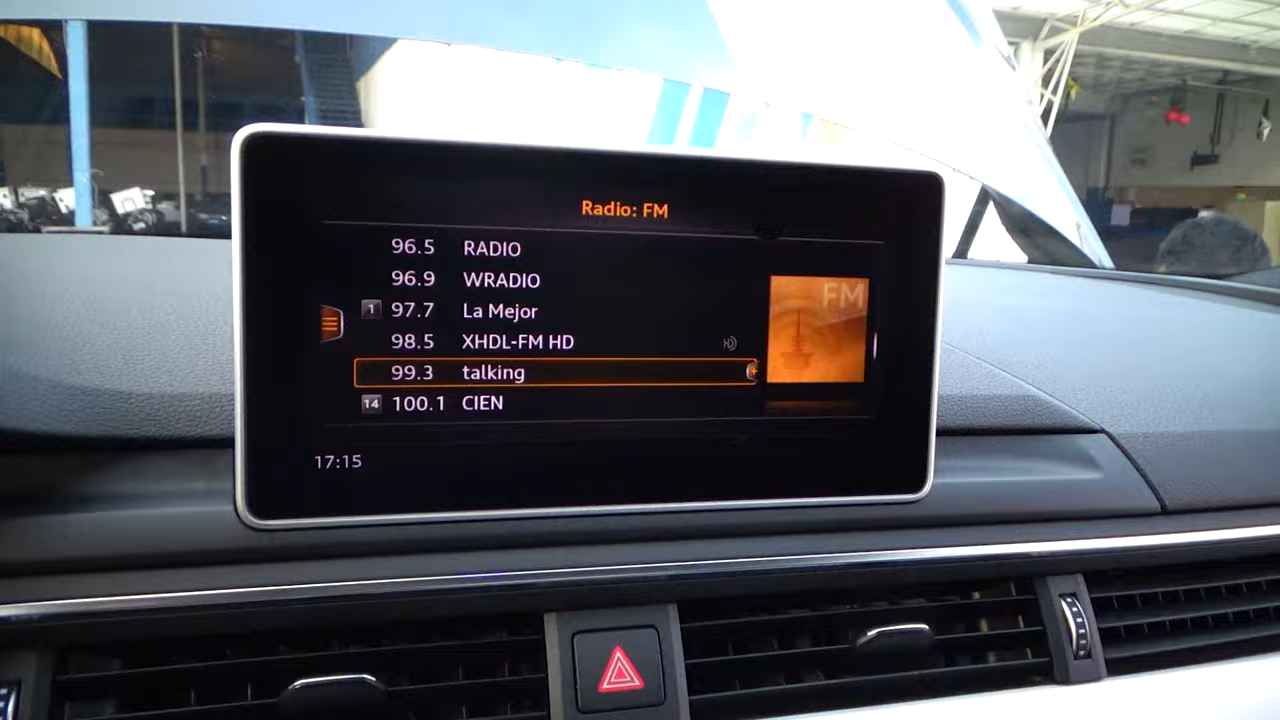 Radio: FM
96.5 RADIO
96.9 WRADIO
1 97.7 La Mejor
98.5 XHDL-FM HD
99.3 talking
14 100.1 CIEN
FM
17:15